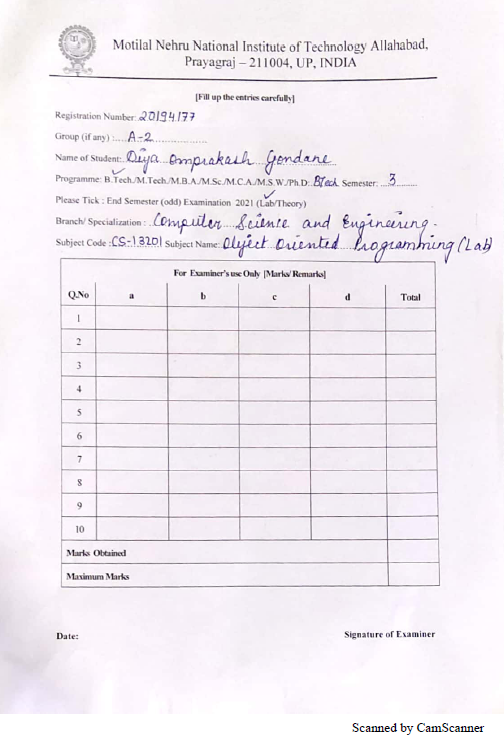 Motilal Nehru National Institute of Technology Allahabad,
Prayagraj – 211004, UP, INDIA
[Fill up the entries carefully]
Registration Number: 20194177
Group (if any) :.... A-2 ....................
Name of Student: Diya Omprakash Gondane
Programme: B.Tech./M.Tech./M.B.A./M.Sc./M.C.A./M.S.W./Ph.D: BTech Semester: ...3......
Please Tick : End Semester (odd) Examination 2021 (Lab/Theory)
Branch/ Specialization : Computer Science and Engineering.
Subject Code : CS-13201 Subject Name: Object Oriented Programming (Lab)
For Examiner's use Only [Marks/ Remarks]
Q.No a b c d Total
1
2
3
4
5
6
7
8
9
10
Marks Obtained
Maximum Marks
Date: Signature of Examiner
Scanned by CamScanner